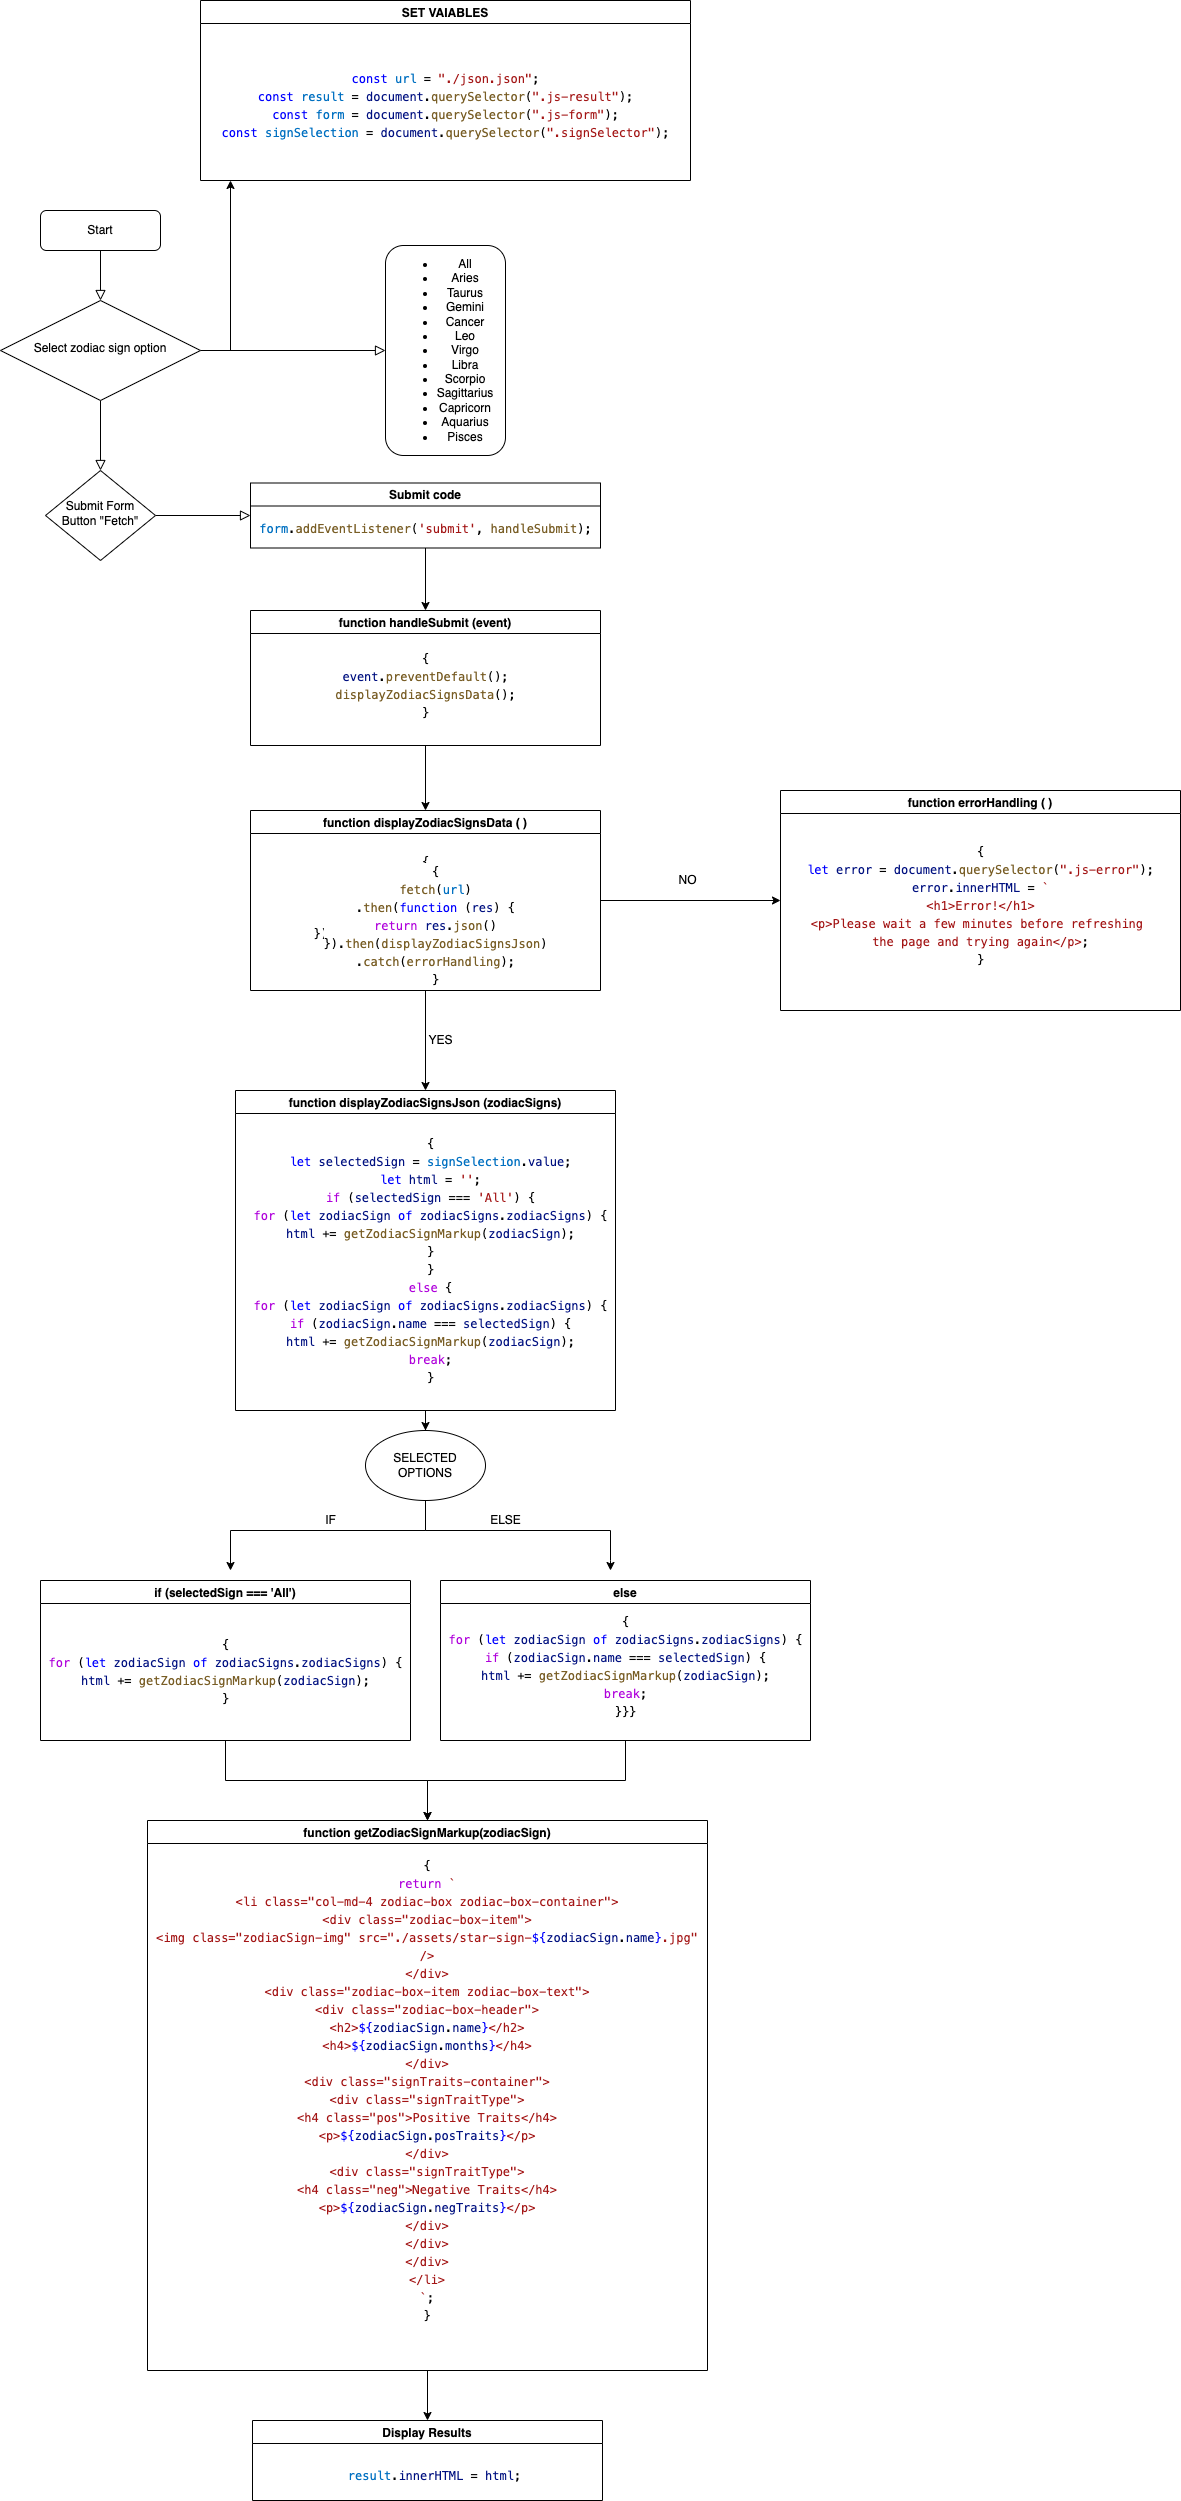 SET VAIABLES
const url = "./json.json";
const result = document.querySelector(".js-result");
const form = document.querySelector(".js-form");
const signSelection = document.querySelector(".signSelector");
Start
Select zodiac sign option
• All
• Aries
• Taurus
• Gemini
• Cancer
• Leo
• Virgo
• Libra
• Scorpio
• Sagittarius
• Capricorn
• Aquarius
• Pisces
Submit Form
Button "Fetch"
Submit code
form.addEventListener('submit', handleSubmit);
function handleSubmit (event)
{
event.preventDefault();
displayZodiacSignsData();
}
function displayZodiacSignsData ( )
{
{
fetch(url)
.then(function (res) {
return res.json()
}).then(displayZodiacSignsJson)
.catch(errorHandling);
}
NO
function errorHandling ( )
{
let error = document.querySelector(".js-error");
error.innerHTML = `
<h1>Error!</h1>
<p>Please wait a few minutes before refreshing
the page and trying again</p>;
}
YES
function displayZodiacSignsJson (zodiacSigns)
{
let selectedSign = signSelection.value;
let html = '';
if (selectedSign === 'All') {
for (let zodiacSign of zodiacSigns.zodiacSigns) {
html += getZodiacSignMarkup(zodiacSign);
}
}
else {
for (let zodiacSign of zodiacSigns.zodiacSigns) {
if (zodiacSign.name === selectedSign) {
html += getZodiacSignMarkup(zodiacSign);
break;
}
SELECTED
OPTIONS
IF
ELSE
if (selectedSign === 'All')
{
for (let zodiacSign of zodiacSigns.zodiacSigns) {
html += getZodiacSignMarkup(zodiacSign);
}
else
{
for (let zodiacSign of zodiacSigns.zodiacSigns) {
if (zodiacSign.name === selectedSign) {
html += getZodiacSignMarkup(zodiacSign);
break;
}}}
function getZodiacSignMarkup(zodiacSign)
{
return `
<li class="col-md-4 zodiac-box zodiac-box-container">
<div class="zodiac-box-item">
<img class="zodiacSign-img" src="./assets/star-sign-${zodiacSign.name}.jpg"
/>
</div>
<div class="zodiac-box-item zodiac-box-text">
<div class="zodiac-box-header">
<h2>${zodiacSign.name}</h2>
<h4>${zodiacSign.months}</h4>
</div>
<div class="signTraits-container">
<div class="signTraitType">
<h4 class="pos">Positive Traits</h4>
<p>${zodiacSign.posTraits}</p>
</div>
<div class="signTraitType">
<h4 class="neg">Negative Traits</h4>
<p>${zodiacSign.negTraits}</p>
</div>
</div>
</div>
</li>
`;
}
Display Results
result.innerHTML = html;